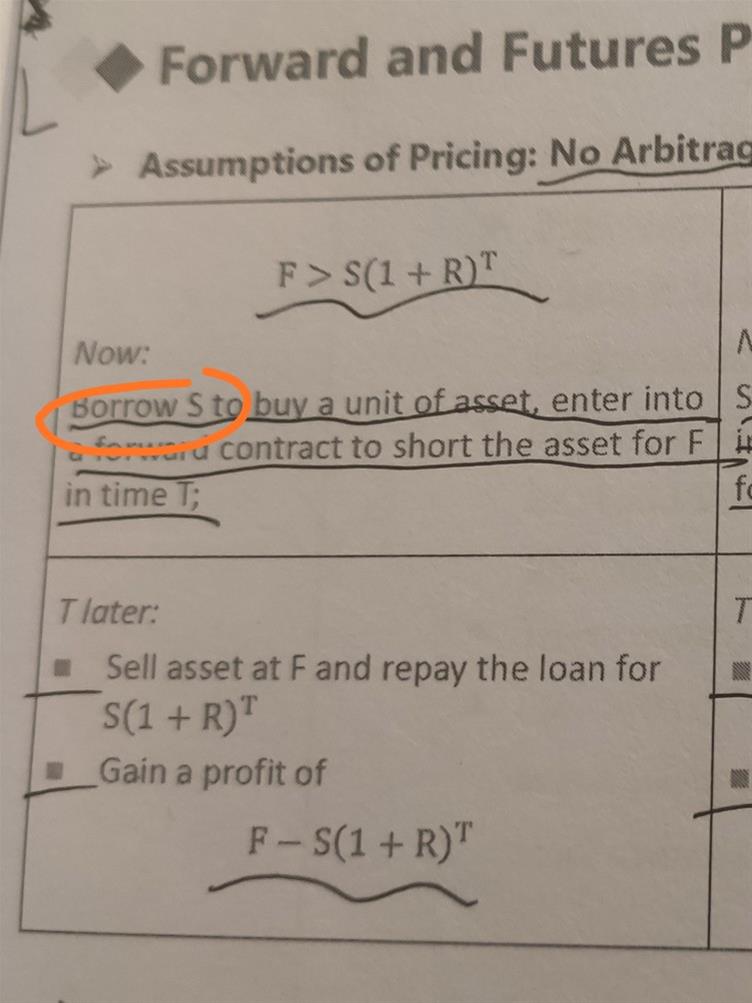 Forward and Futures P
Assumptions of Pricing: No Arbitrag
F > S(1 + R)^T
Now:
Borrow S to buy a unit of asset, enter into
a forward contract to short the asset for F
in time T;
T later:
Sell asset at F and repay the loan for
S(1 + R)^T
Gain a profit of
F − S(1 + R)^T